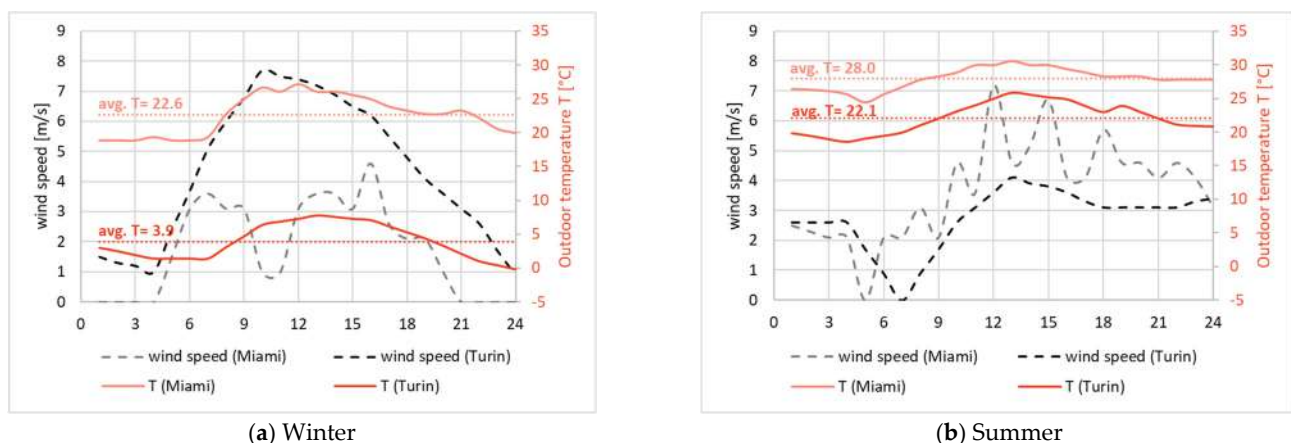 9
8
7
6
5
4
3
2
1
0
wind speed [m/s]
35
30
25
20
15
10
5
0
-5
Outdoor temperature T [°C]
avg. T= 22.6
avg. T= 3.9
0 3 6 9 12 15 18 21 24
wind speed (Miami) wind speed (Turin)
T (Miami) T (Turin)
(a) Winter
9
8
7
6
5
4
3
2
1
0
wind speed [m/s]
35
30
25
20
15
10
5
0
-5
Outdoor temperature T [°C]
avg. T= 28.0
avg. T= 22.1
0 3 6 9 12 15 18 21 24
wind speed (Miami) wind speed (Turin)
T (Miami) T (Turin)
(b) Summer